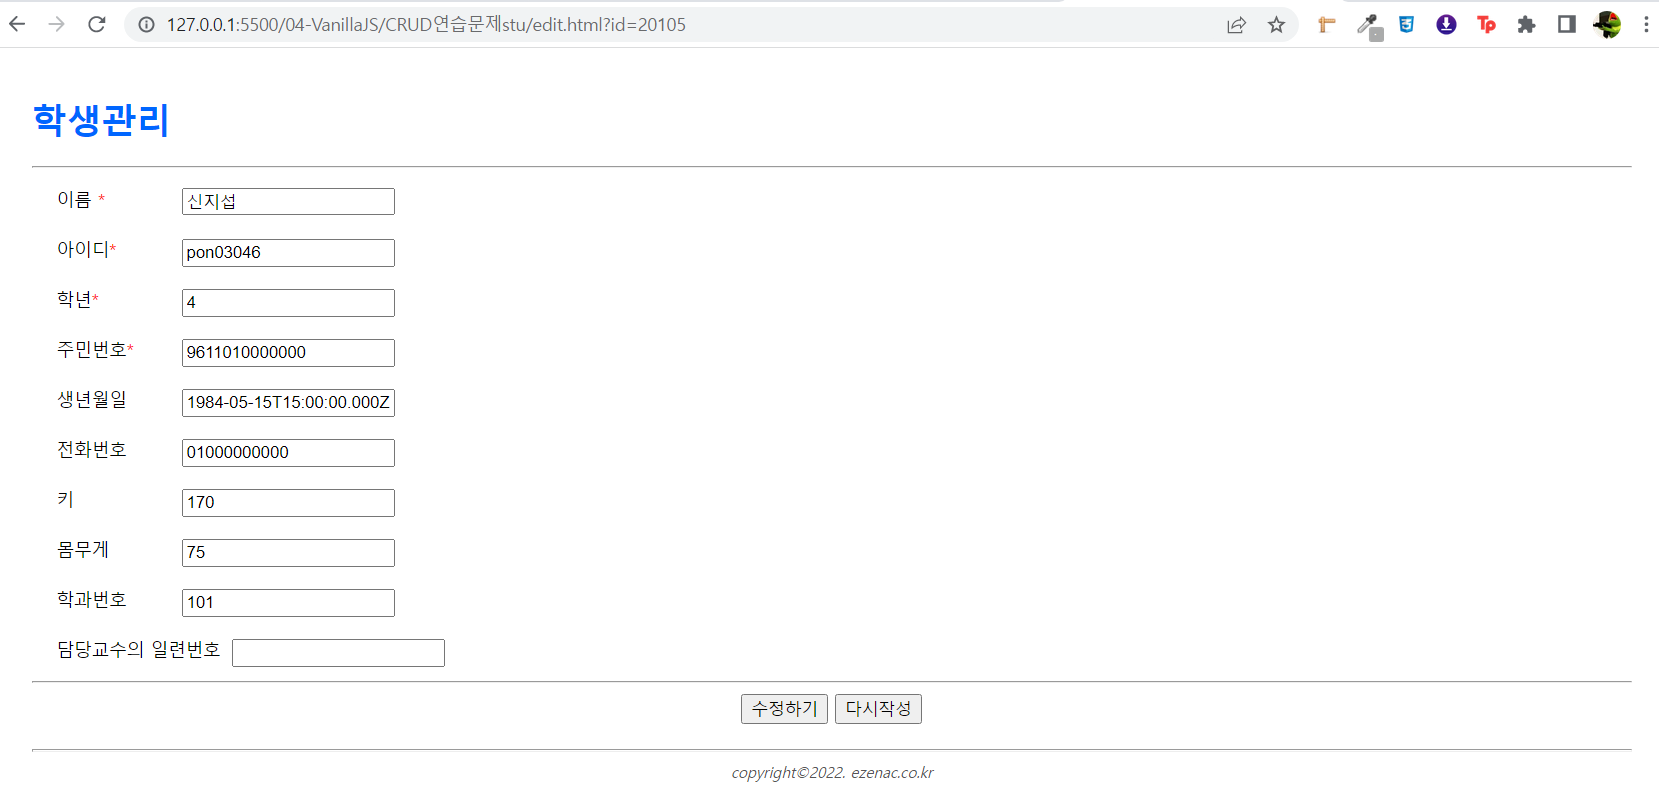 127.0.0.1:5500/04-VanillaJS/CRUD연습문제stu/edit.html?id=20105
Tp
학생관리
이름 * 신지섭
아이디* pon03046
학년* 4
주민번호* 9611010000000
생년월일 1984-05-15T15:00:00.000Z
전화번호 01000000000
키 170
몸무게 75
학과번호 101
담당교수의 일련번호
수정하기 다시작성
copyright©2022. ezenac.co.kr